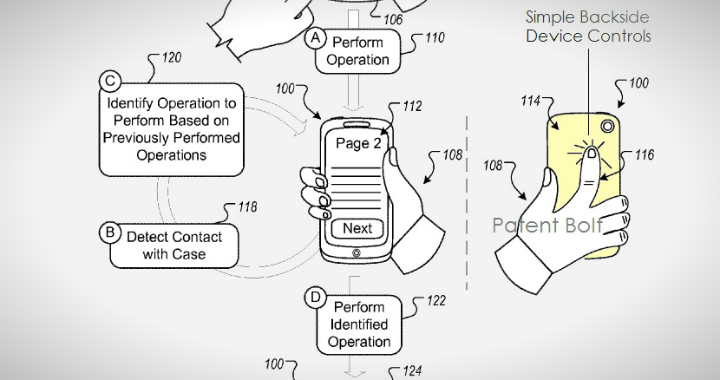 106
Simple Backside
Device Controls
A
Perform
Operation
110
120
C
Identify Operation to
Perform Based on
Previously Performed
Operations
100
112
Page 2
Next
108
118
B
Detect Contact
with Case
D
Perform
Identified
Operation
122
100
124
100
114
116
108
Patent Bolt